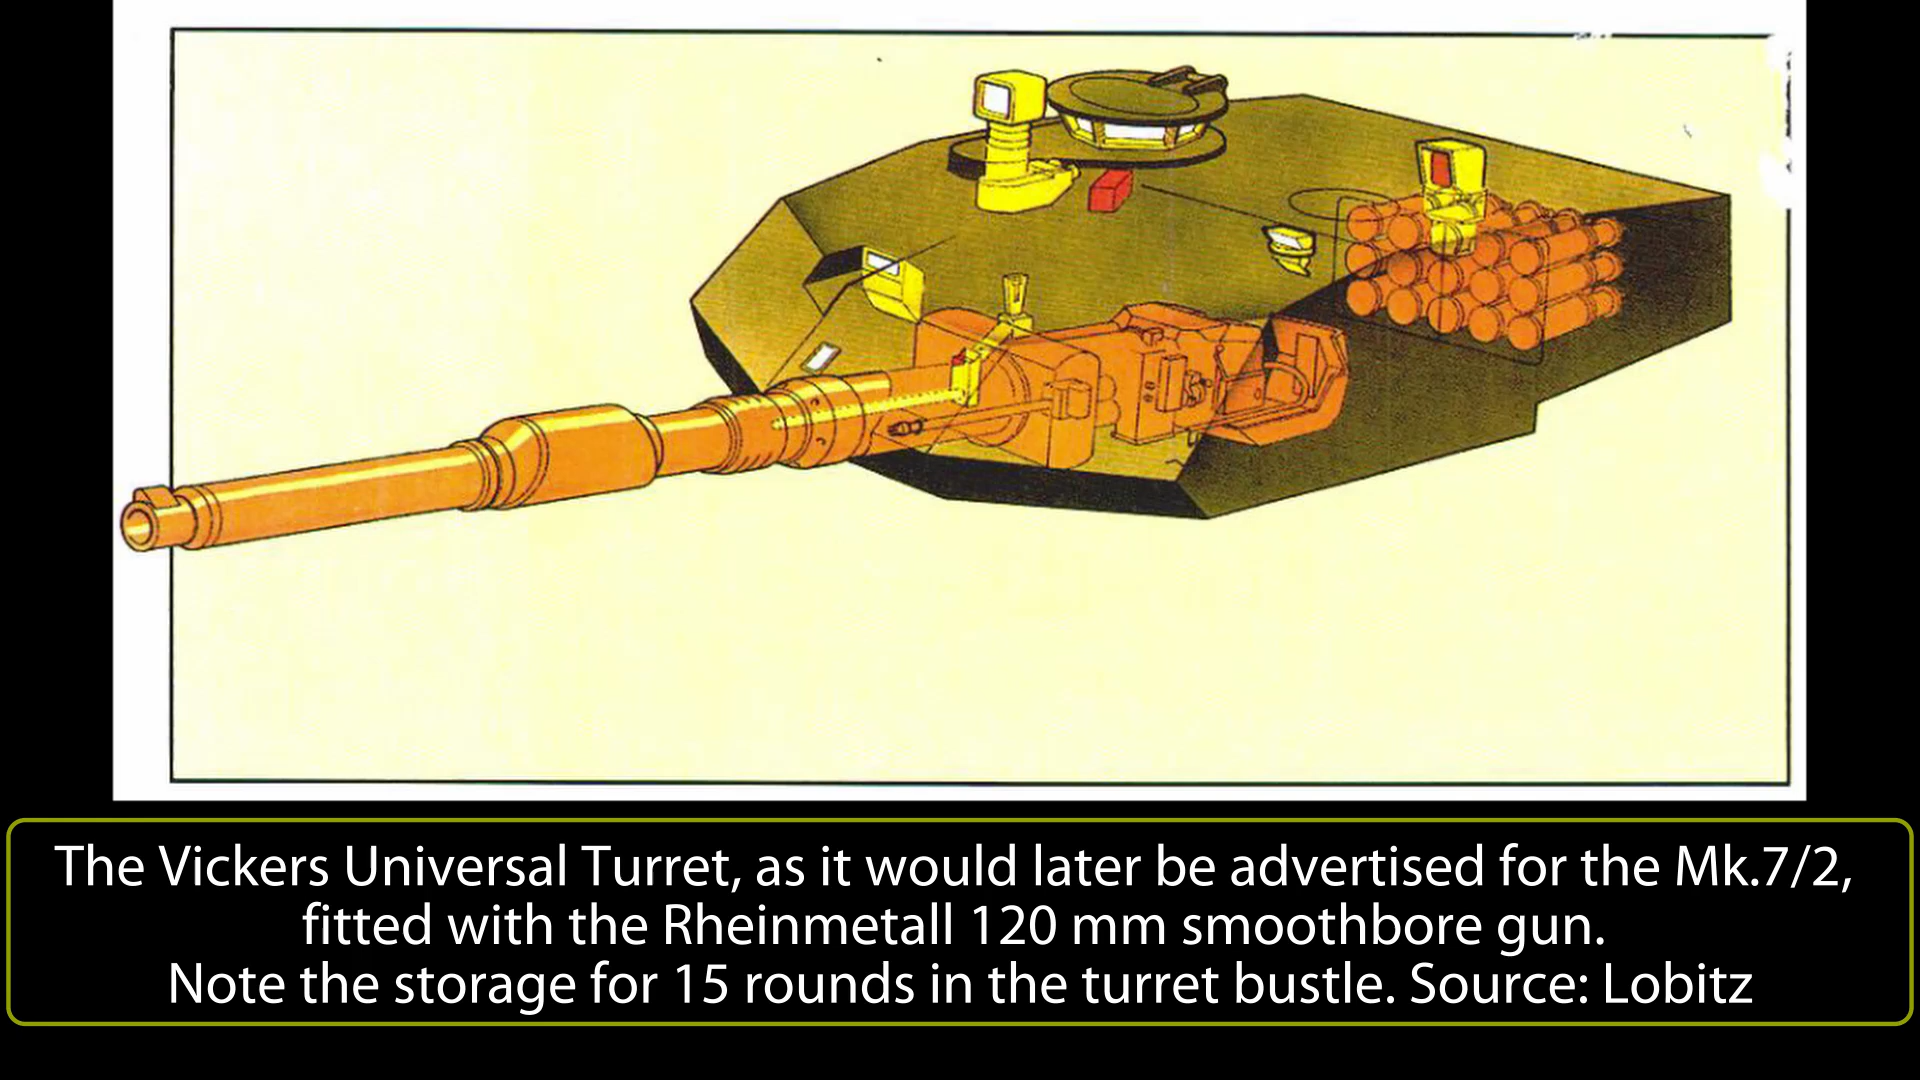 The Vickers Universal Turret, as it would later be advertised for the Mk.7/2,
fitted with the Rheinmetall 120 mm smoothbore gun.
Note the storage for 15 rounds in the turret bustle. Source: Lobitz